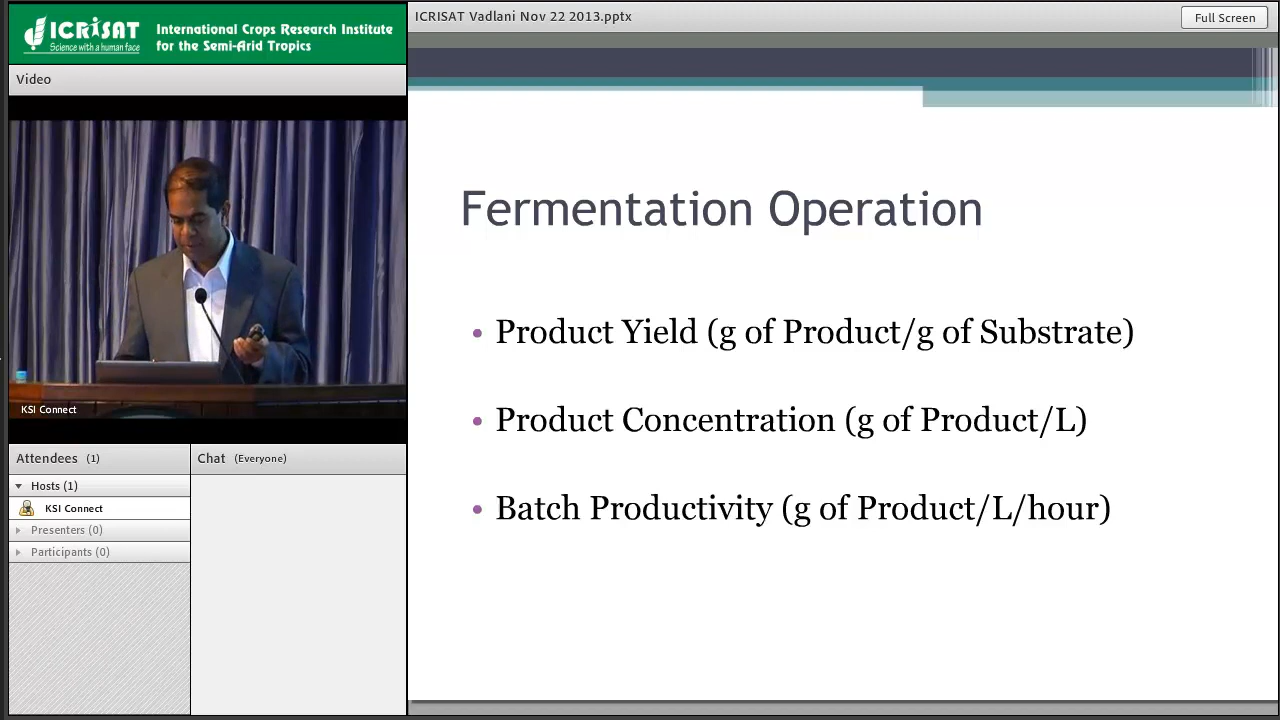 ICRISAT
Science with a human face
International Crops Research Institute
for the Semi-Arid Tropics
Video
KSI Connect
Attendees (1)
Hosts (1)
KSI Connect
Presenters (0)
Participants (0)
Chat (Everyone)
ICRISAT Vadlani Nov 22 2013.pptx
Full Screen
Fermentation Operation
• Product Yield (g of Product/g of Substrate)
• Product Concentration (g of Product/L)
• Batch Productivity (g of Product/L/hour)